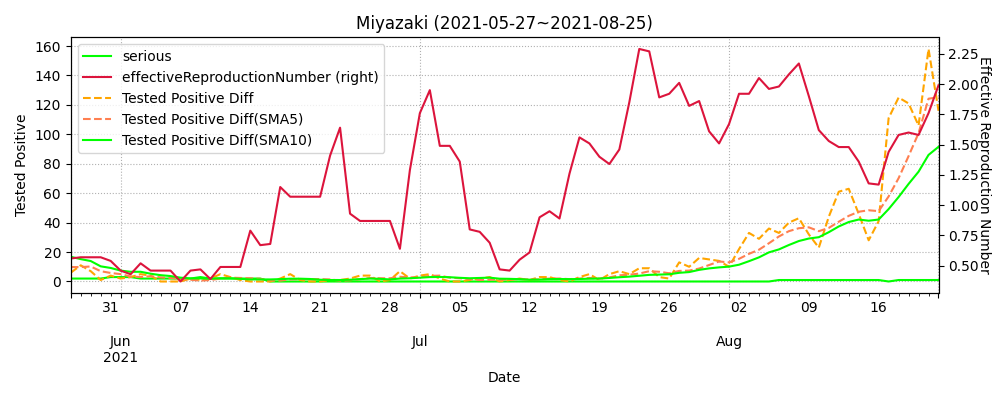 Miyazaki (2021-05-27~2021-08-25)
serious
effectiveReproductionNumber (right)
Tested Positive Diff
Tested Positive Diff(SMA5)
Tested Positive Diff(SMA10)
Tested Positive
160
140
120
100
80
60
40
20
0
2.25
2.00
1.75
1.50
1.25
1.00
0.75
0.50
Effective Reproduction Number
31 07 14 21 28 05 12 19 26 02 09 16
Jun Jul Aug
2021
Date